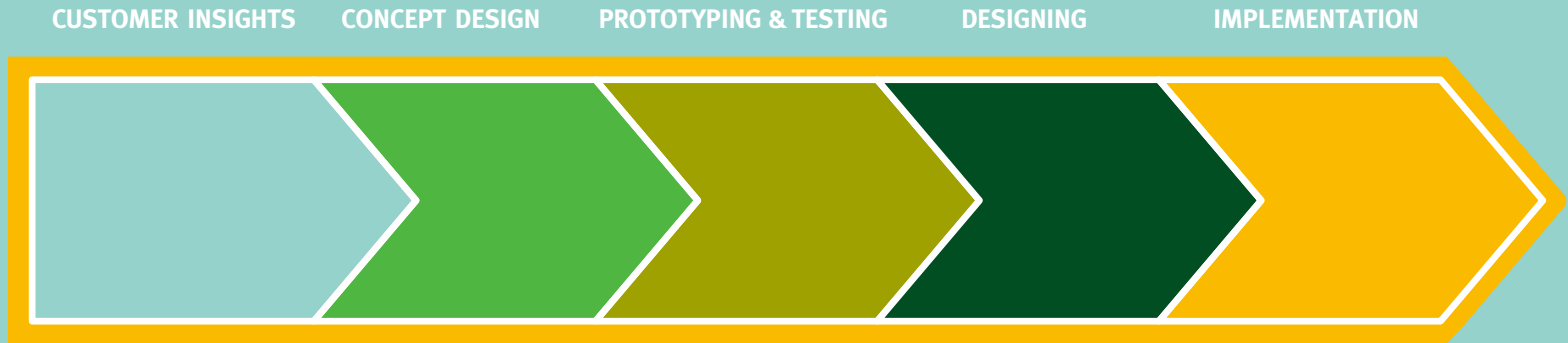 CUSTOMER INSIGHTS CONCEPT DESIGN PROTOTYPING & TESTING DESIGNING IMPLEMENTATION